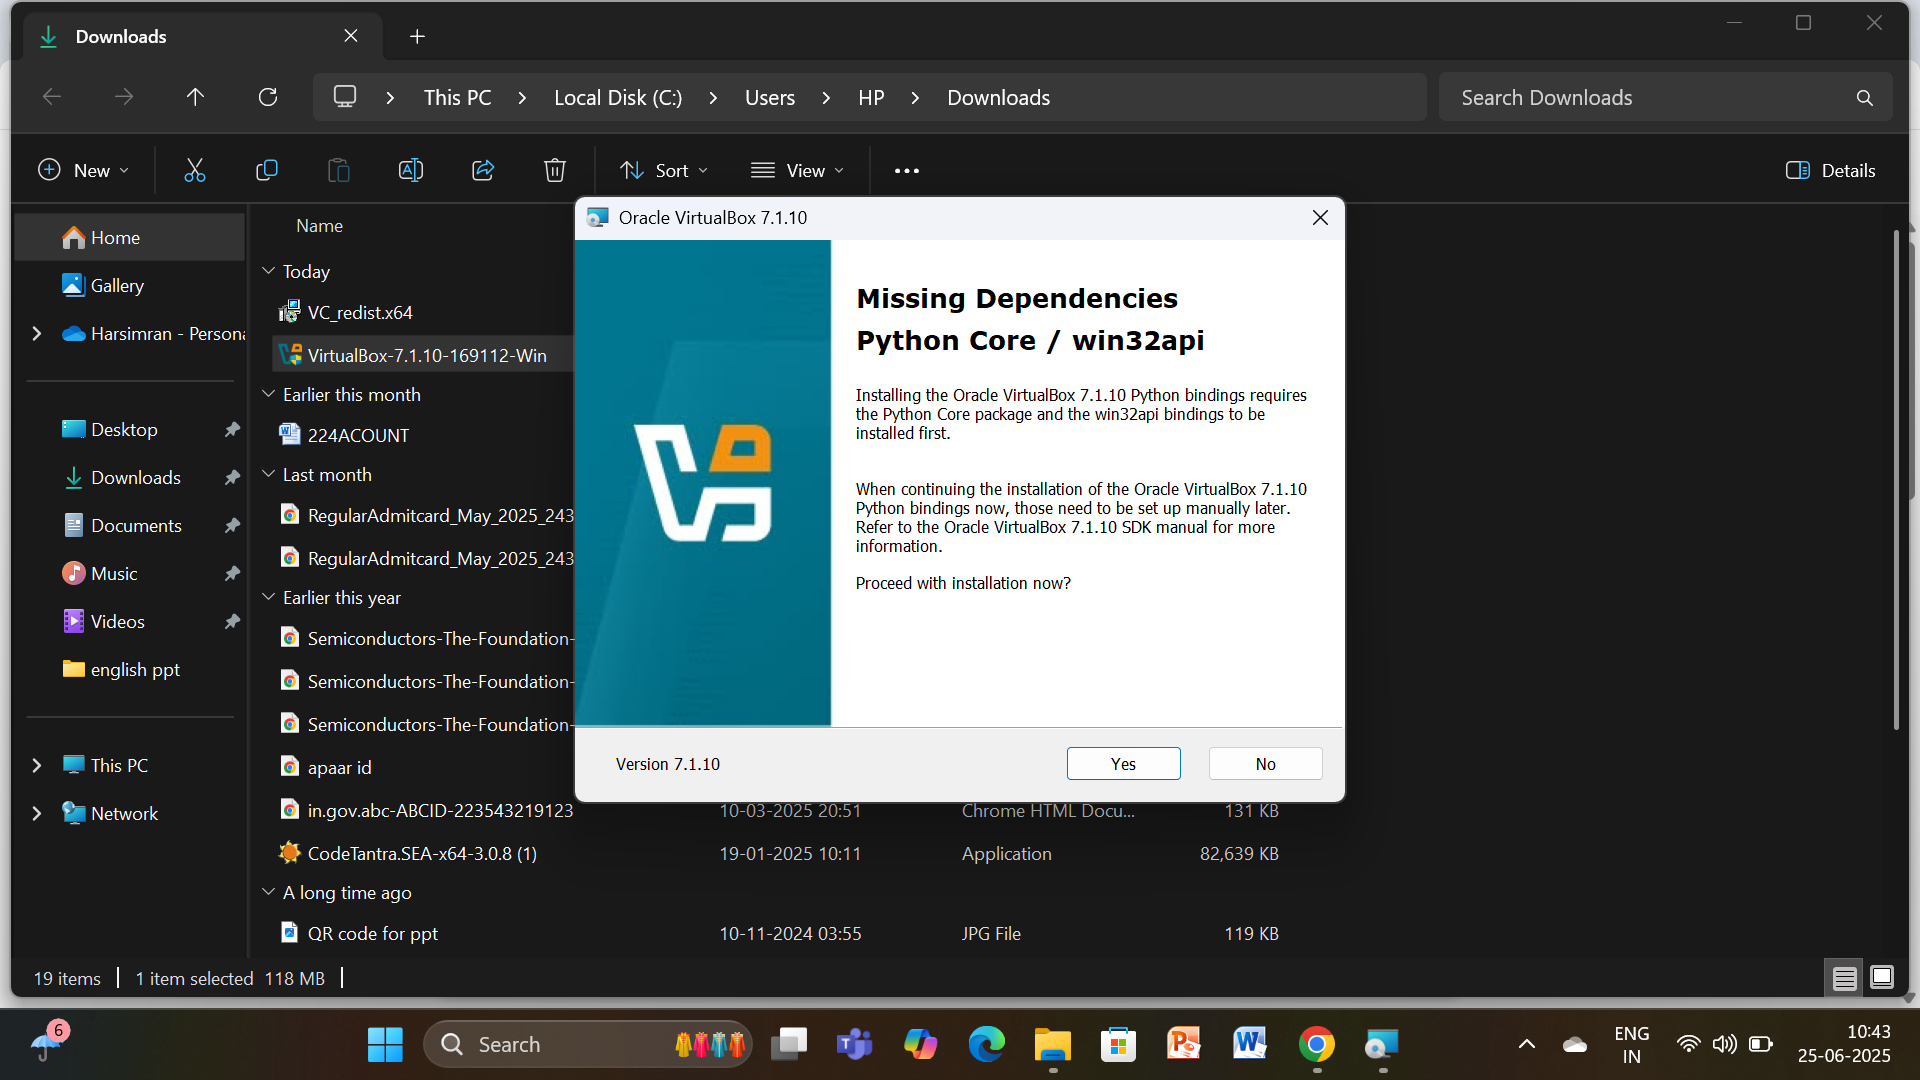 Downloads
This PC
Local Disk (C:)
Users
HP
Downloads
Search Downloads
New
Sort
View
Details
Home
Gallery
Harsimran - Persona
Desktop
Downloads
Documents
Music
Videos
english ppt
This PC
Network
Name
Today
VC_redist.x64
VirtualBox-7.1.10-169112-Win
Earlier this month
224ACOUNT
Last month
RegularAdmitcard_May_2025_243
RegularAdmitcard_May_2025_243
Earlier this year
Semiconductors-The-Foundation-
Semiconductors-The-Foundation-
Semiconductors-The-Foundation-
apaar id
in.gov.abc-ABCID-223543219123 10-03-2025 20:51 Chrome HTML Docu... 131 KB
CodeTantra.SEA-x64-3.0.8 (1) 19-01-2025 10:11 Application 82,639 KB
A long time ago
QR code for ppt 10-11-2024 03:55 JPG File 119 KB
Oracle VirtualBox 7.1.10
Missing Dependencies
Python Core / win32api
Installing the Oracle VirtualBox 7.1.10 Python bindings requires
the Python Core package and the win32api bindings to be
installed first.
When continuing the installation of the Oracle VirtualBox 7.1.10
Python bindings now, those need to be set up manually later.
Refer to the Oracle VirtualBox 7.1.10 SDK manual for more
information.
Proceed with installation now?
Version 7.1.10
Yes
No
19 items
1 item selected 118 MB
6
Search
ENG
IN
10:43
25-06-2025